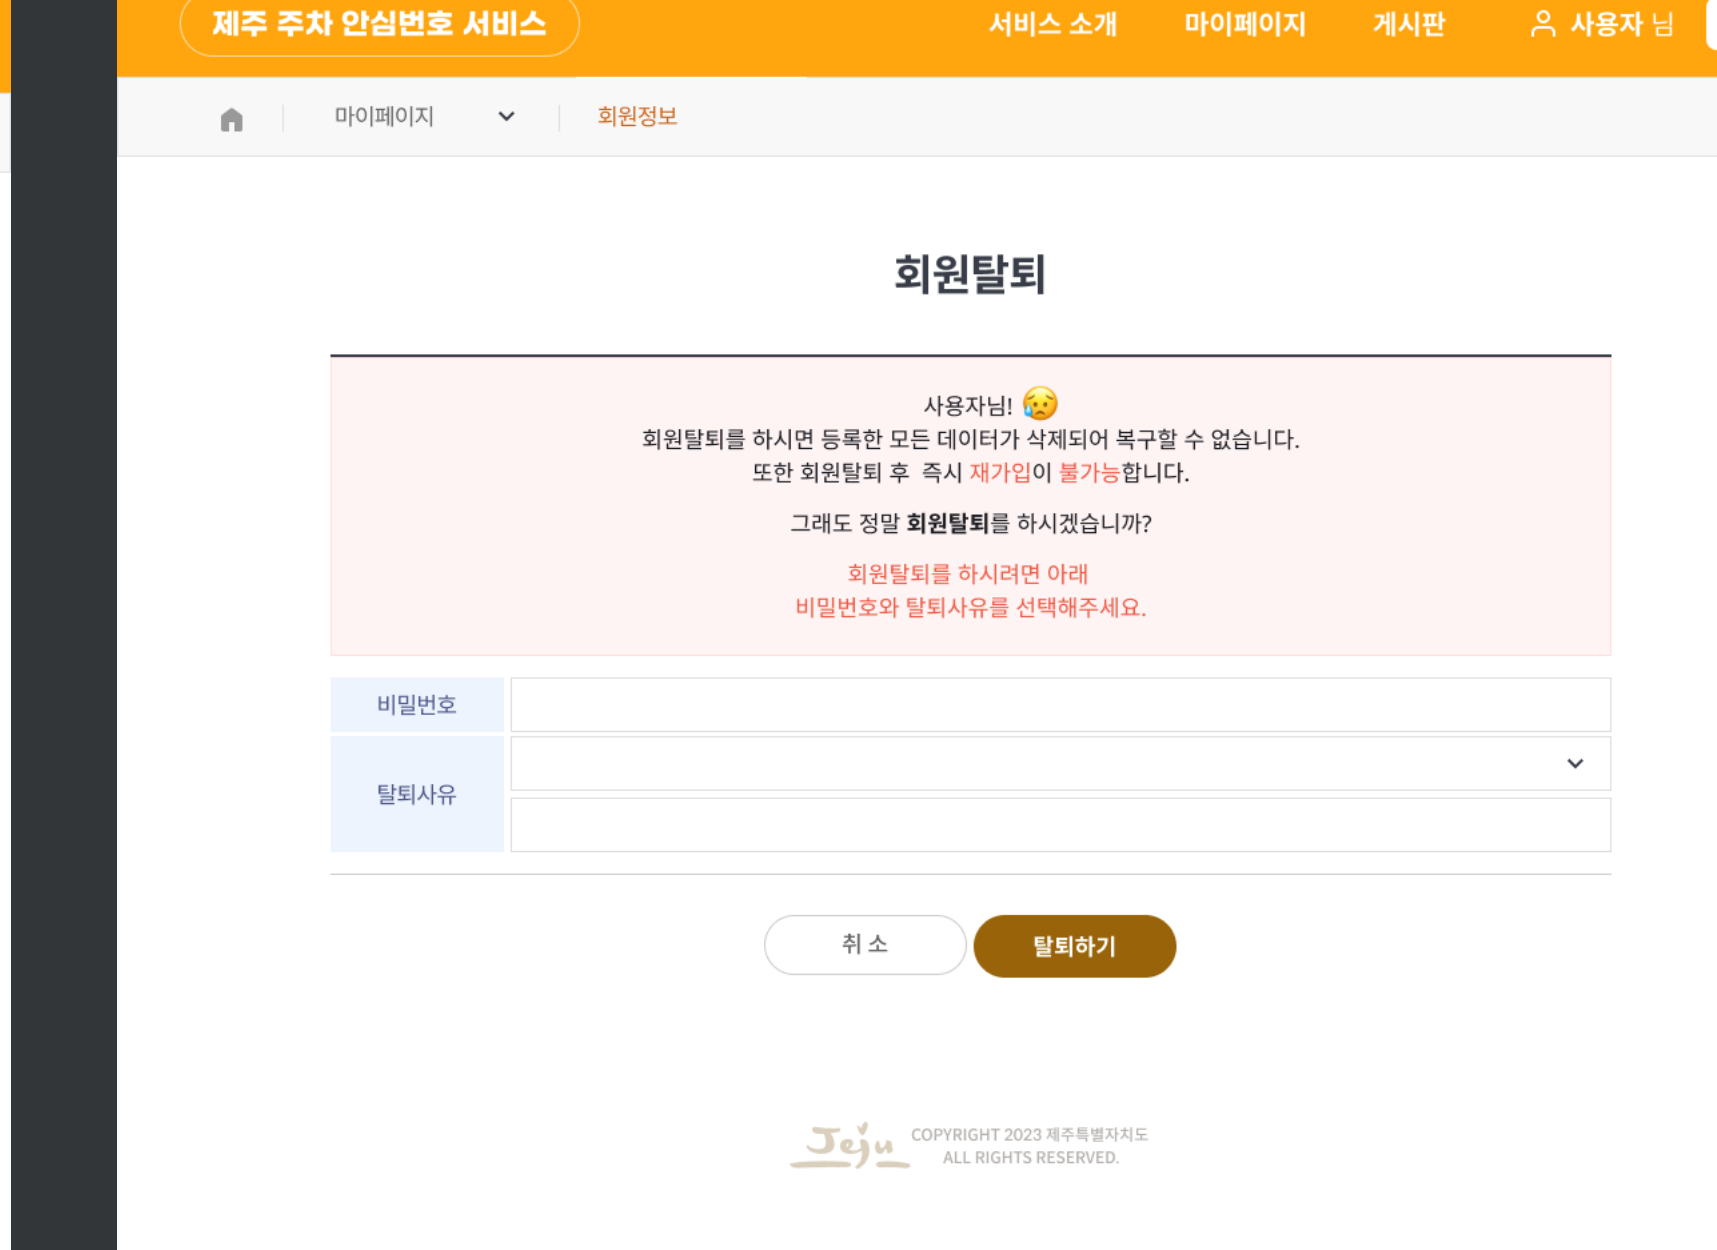 제주 주차 안심번호 서비스
서비스 소개 마이페이지 게시판 사용자 님
마이페이지 회원정보
회원탈퇴
사용자님! 😥
회원탈퇴를 하시면 등록한 모든 데이터가 삭제되어 복구할 수 없습니다.
또한 회원탈퇴 후 즉시 재가입이 불가능합니다.
그래도 정말 회원탈퇴를 하시겠습니까?
회원탈퇴를 하시려면 아래
비밀번호와 탈퇴사유를 선택해주세요.
비밀번호
탈퇴사유
취 소 탈퇴하기
Jeju COPYRIGHT 2023 제주특별자치도
ALL RIGHTS RESERVED.